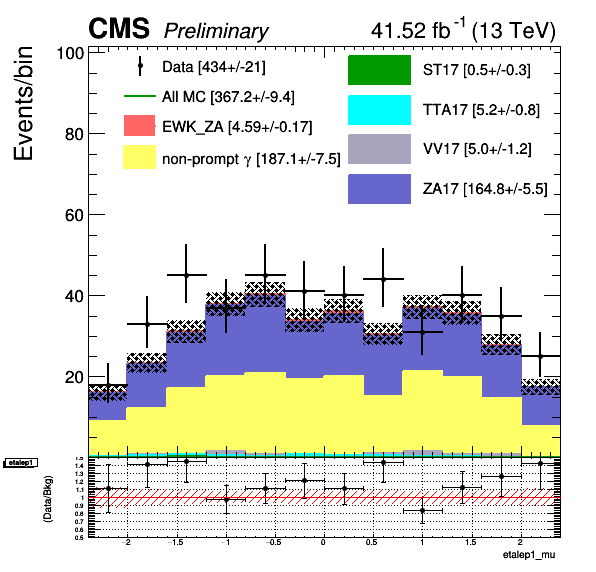 CMS Preliminary 41.52 fb⁻¹ (13 TeV)
Events/bin
100
80
60
40
20
Data [434+/-21]
All MC [367.2+/-9.4]
EWK_ZA [4.59+/-0.17]
non-prompt γ [187.1+/-7.5]
ST17 [0.5+/-0.3]
TTA17 [5.2+/-0.8]
VV17 [5.0+/-1.2]
ZA17 [164.8+/-5.5]
etalep1
(Data/Bkg)
1.5
1.4
1.3
1.2
1.1
1
0.9
0.8
0.7
0.6
0.5
-2 -1.5 -1 -0.5 0 0.5 1 1.5 2
etalep1_mu